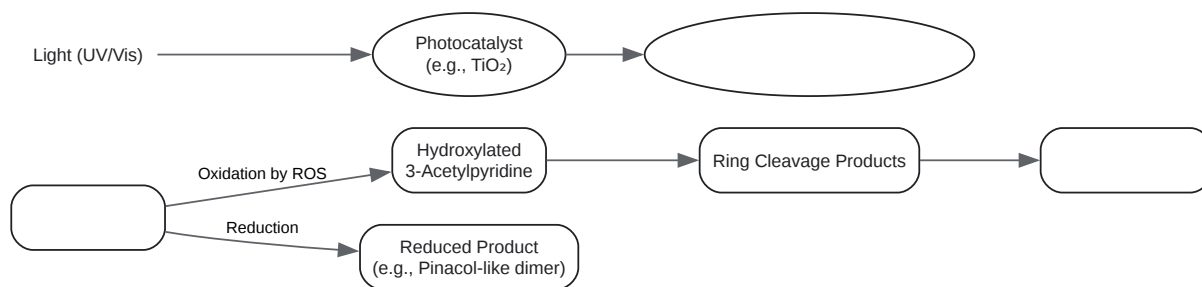 Light (UV/Vis)
Photocatalyst
(e.g., TiO₂)
Hydroxylated
3-Acetylpyridine
Oxidation by ROS
Ring Cleavage Products
Reduction
Reduced Product
(e.g., Pinacol-like dimer)